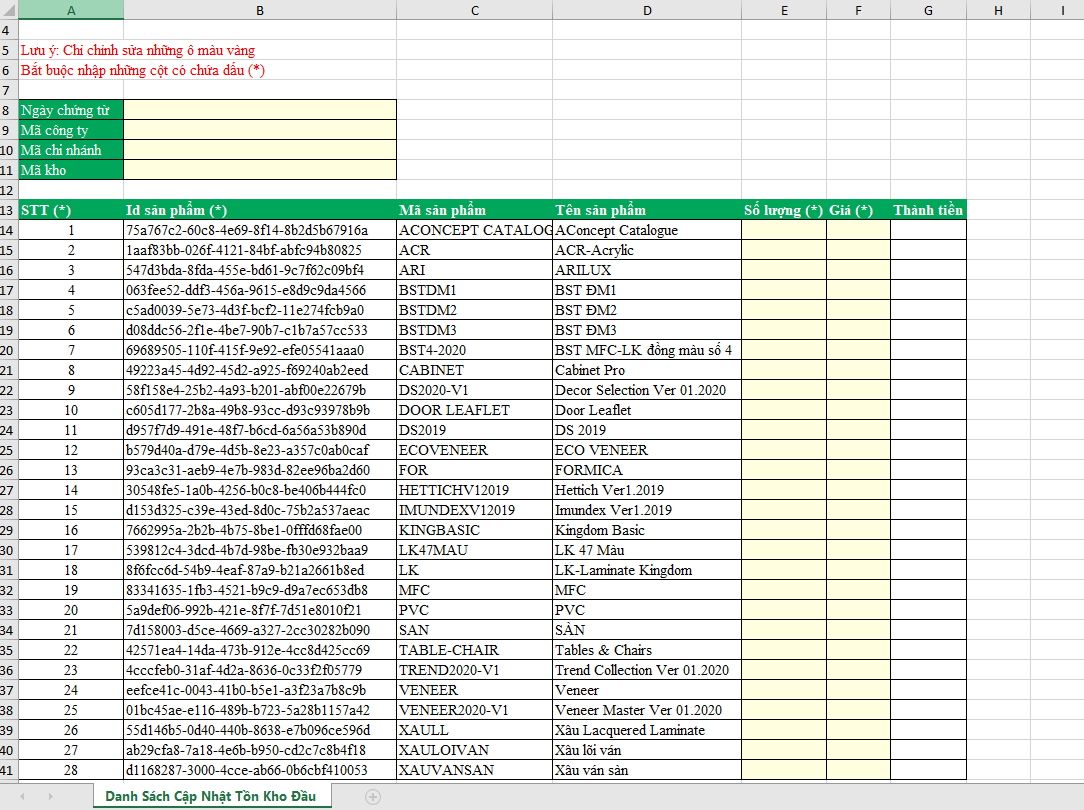 A B C D E F G H I
4
5 Lưu ý: Chỉ chỉnh sửa những ô màu vàng
6 Bắt buộc nhập những cột có chứa dấu (*)
7
8 Ngày chứng từ
9 Mã công ty
10 Mã chi nhánh
11 Mã kho
12
13 STT (*) Id sản phẩm (*) Mã sản phẩm Tên sản phẩm Số lượng (*) Giá (*) Thành tiền
14 1 75a767c2-60c8-4e69-8f14-8b2d5b67916a ACONCEPT CATALOG AConcept Catalogue
15 2 1aaf83bb-026f-4121-84bf-abfc94b80825 ACR ACR-Acrylic
16 3 547d3bda-8fda-455e-bd61-9c7f62c09bf4 ARI ARILUX
17 4 063fee52-ddf3-456a-9615-e8d9c9da4566 BSTDM1 BST ĐM1
18 5 c5ad0039-5e73-4d3f-bcf2-11e274fcb9a0 BSTDM2 BST ĐM2
19 6 d08ddc56-2f1e-4be7-90b7-c1b7a57cc533 BSTDM3 BST ĐM3
20 7 69689505-110f-415f-9e92-efe05541aaa0 BST4-2020 BST MFC-LK đồng màu số 4
21 8 49223a45-4d92-45d2-a925-f69240ab2eed CABINET Cabinet Pro
22 9 58f158e4-25b2-4a93-b201-abf00e22679b DS2020-V1 Decor Selection Ver 01.2020
23 10 c605d177-2b8a-49b8-93cc-d93c93978b9b DOOR LEAFLET Door Leaflet
24 11 d957f7d9-491e-48f7-b6cd-6a56a53b890d DS2019 DS 2019
25 12 b579d40a-d79e-4d5b-8e23-a357c0ab0caf ECOVENEER ECO VENEER
26 13 93ca3c31-aeb9-4e7b-983d-82ee96ba2d60 FOR FORMICA
27 14 30548fe5-1a0b-4256-b0c8-be406b444fc0 HETTICHV12019 Hettich Ver1.2019
28 15 d153d325-c39e-43ed-8d0c-75b2a537aeac IMUNDEXV12019 Imundex Ver1.2019
29 16 7662995a-2b2b-4b75-8be1-0fffd68fae00 KINGBASIC Kingdom Basic
30 17 539812c4-3dcd-4b7d-98be-fb30e932baa9 LK47MAU LK 47 Màu
31 18 8f6fcc6d-54b9-4eaf-87a9-b21a2661b8ed LK LK-Laminate Kingdom
32 19 83341635-1fb3-4521-b9c9-d9a7ec653db8 MFC MFC
33 20 5a9def06-992b-421e-8f7f-7d51e8010f21 PVC PVC
34 21 7d158003-d5ce-4669-a327-2cc30282b090 SAN SÀN
35 22 42571ea4-14da-473b-912e-4cc8d425cc69 TABLE-CHAIR Tables & Chairs
36 23 4cccfeb0-31af-4d2a-8636-0c33f2f05779 TREND2020-V1 Trend Collection Ver 01.2020
37 24 eefce41c-0043-41b0-b5e1-a3f23a7b8c9b VENEER Veneer
38 25 01bc45ae-e116-489b-b723-5a28b1157a42 VENEER2020-V1 Veneer Master Ver 01.2020
39 26 55d146b5-0d40-440b-8638-e7b096ce596d XAULL Xâu Lacquered Laminate
40 27 ab29cfa8-7a18-4e6b-b950-cd2c7c8b4f18 XAULOIVAN Xâu lõi ván
41 28 d1168287-3000-4cce-ab66-0b6cbf410053 XAUVANSAN Xâu ván sàn
Danh Sách Cập Nhật Tồn Kho Đầu